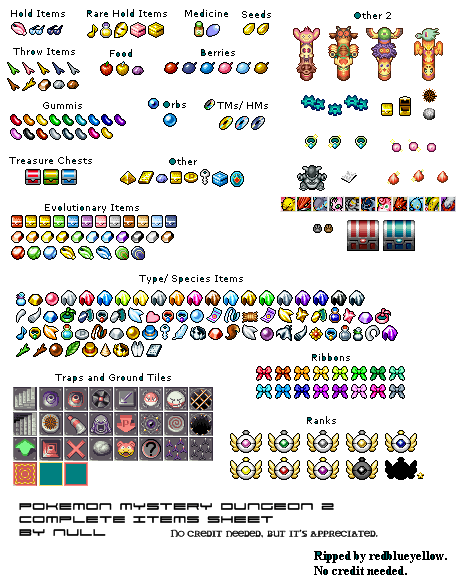 Hold Items
Rare Hold Items
Medicine
Seeds
Other 2
Throw Items
Food
Berries
Gummis
Orbs
TMs/ HMs
Treasure Chests
Other
Evolutionary Items
Type/ Species Items
Ribbons
Traps and Ground Tiles
Ranks
POKEMON MYSTERY DUNGEON 2
COMPLETE ITEMS SHEET
BY NULL
No credit needed, but it's appreciated.
Ripped by redblueyellow.
No credit needed.